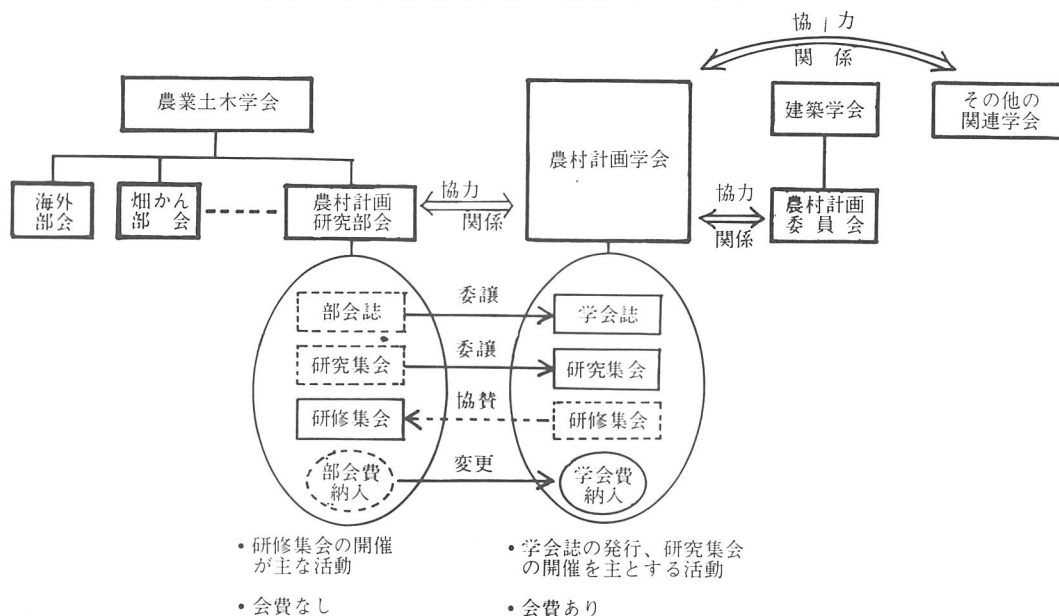 協力
関係
農業土木学会
農村計画学会
建築学会
その他の
関連学会
海外
部会
畑かん
部会
農村計画
研究部会
協力
関係
協力
関係
農村計画
委員会
部会誌
委譲
学会誌
研究集会
委譲
研究集会
研修集会
協賛
研修集会
部会費
納入
変更
学会費
納入
・研修集会の開催
が主な活動
・会費なし
・学会誌の発行、研究集会
の開催を主とする活動
・会費あり